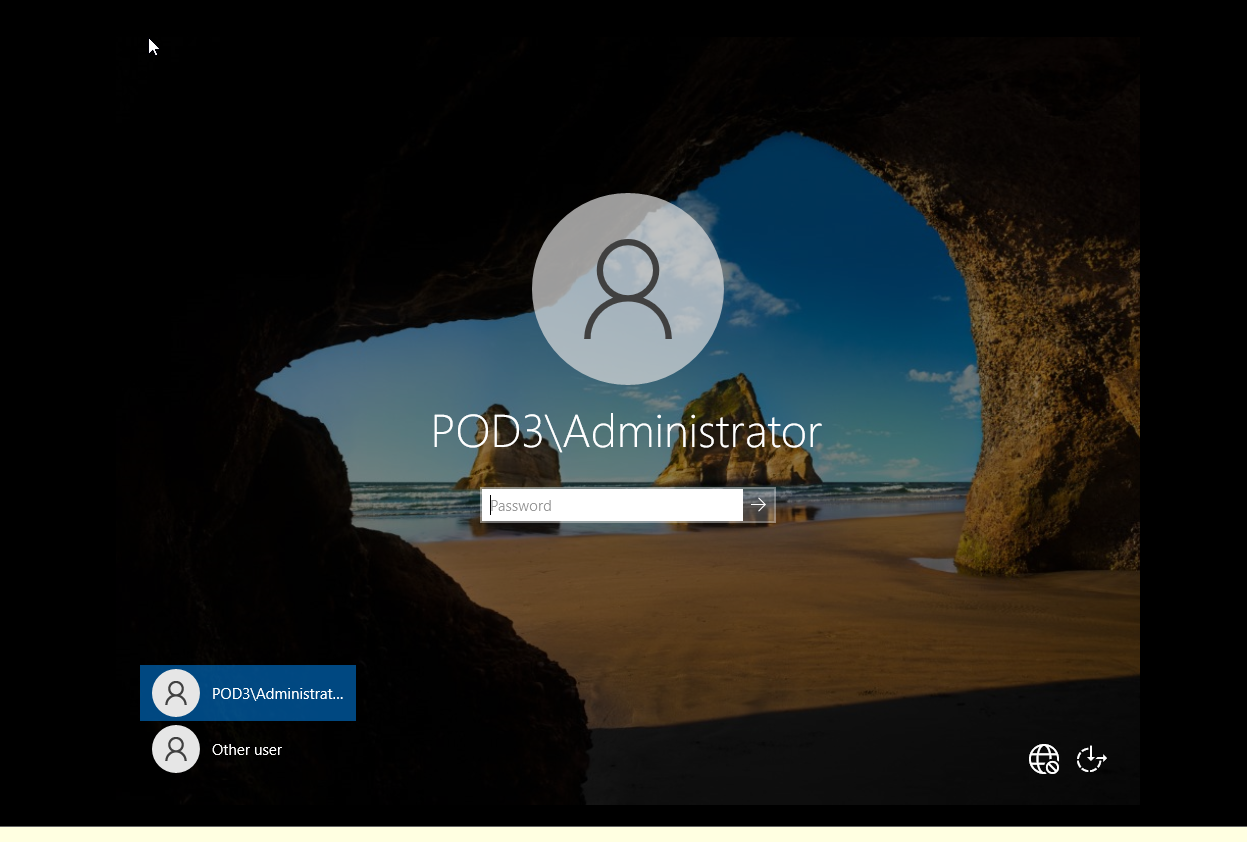 POD3\Administrator
Password
POD3\Administrat...
Other user